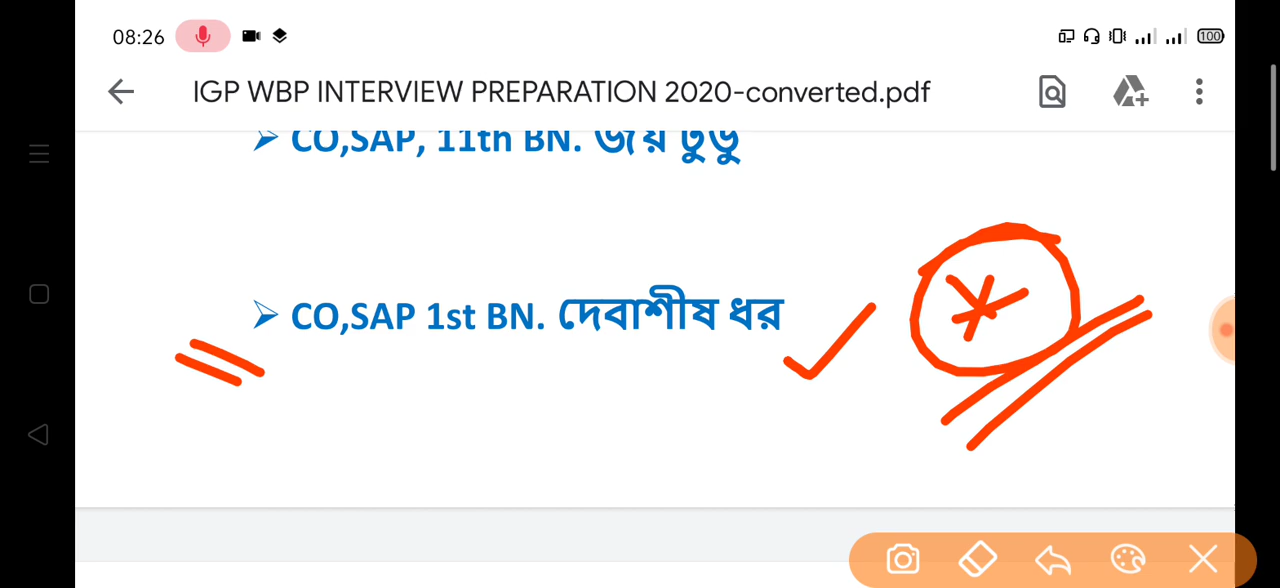 08:26
100
IGP WBP INTERVIEW PREPARATION 2020-converted.pdf
➢ CO,SAP, 11th BN. জয় টুডু
➢ CO,SAP 1st BN. দেবাশীষ ধর